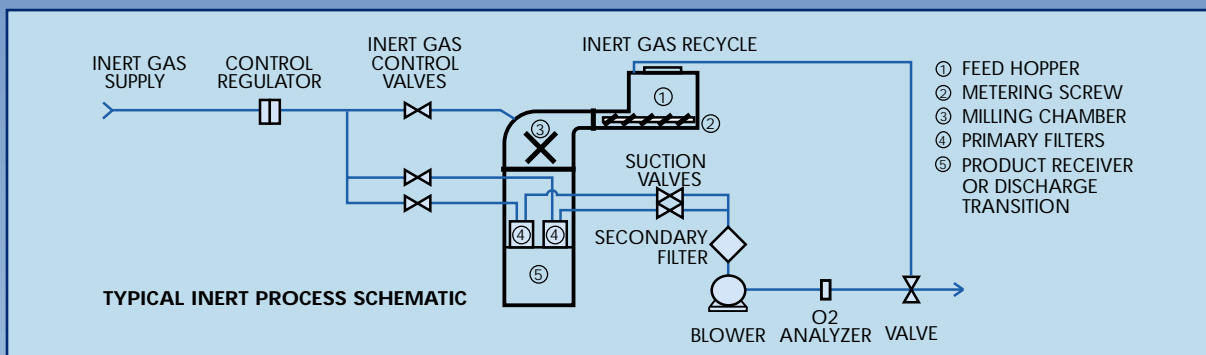 INERT GAS
SUPPLY
CONTROL
REGULATOR
INERT GAS
CONTROL
VALVES
INERT GAS RECYCLE
① FEED HOPPER
② METERING SCREW
③ MILLING CHAMBER
④ PRIMARY FILTERS
⑤ PRODUCT RECEIVER
OR DISCHARGE
TRANSITION
①
②
③
SUCTION
VALVES
④ ④
SECONDARY
FILTER
⑤
TYPICAL INERT PROCESS SCHEMATIC
BLOWER
O2
ANALYZER
VALVE